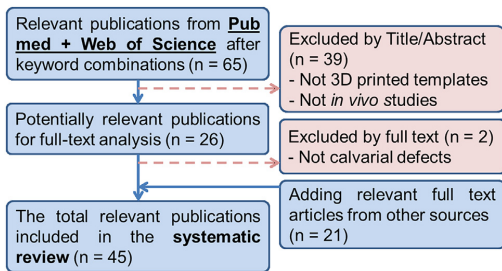 Relevant publications from Pub
med + Web of Science after
keyword combinations (n = 65)
Excluded by Title/Abstract
(n = 39)
- Not 3D printed templates
- Not in vivo studies
Potentially relevant publications
for full-text analysis (n = 26)
Excluded by full text (n = 2)
- Not calvarial defects
Adding relevant full text
articles from other sources
(n = 21)
The total relevant publications
included in the systematic
review (n = 45)